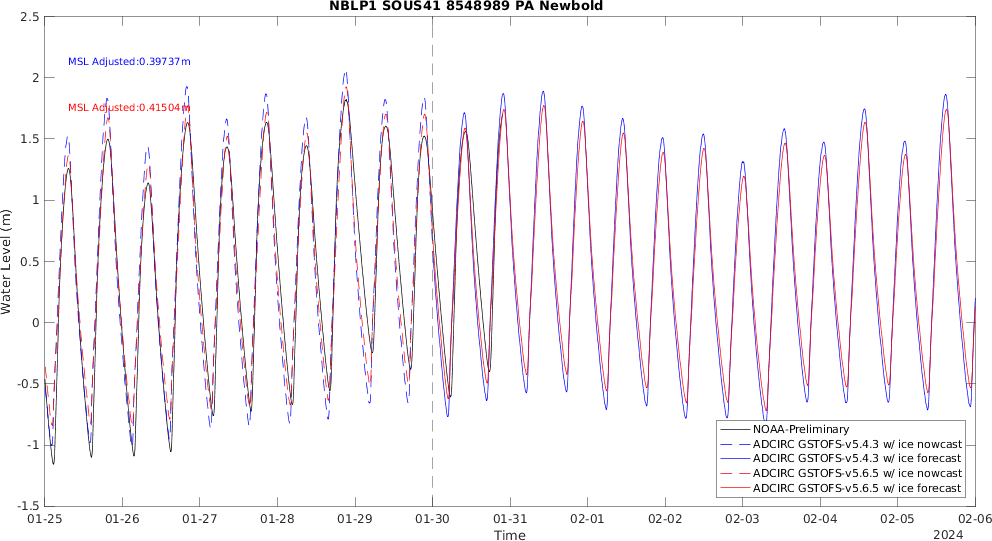 NBLP1 SOUS41 8548989 PA Newbold
2.5
MSL Adjusted:0.39737m
2
MSL Adjusted:0.41504m
1.5
1
0.5
0
-0.5
-1
-1.5
Water Level (m)
NOAA-Preliminary
ADCIRC GSTOFS-v5.4.3 w/ ice nowcast
ADCIRC GSTOFS-v5.4.3 w/ ice forecast
ADCIRC GSTOFS-v5.6.5 w/ ice nowcast
ADCIRC GSTOFS-v5.6.5 w/ ice forecast
01-25 01-26 01-27 01-28 01-29 01-30 01-31 02-01 02-02 02-03 02-04 02-05 02-06
Time
2024